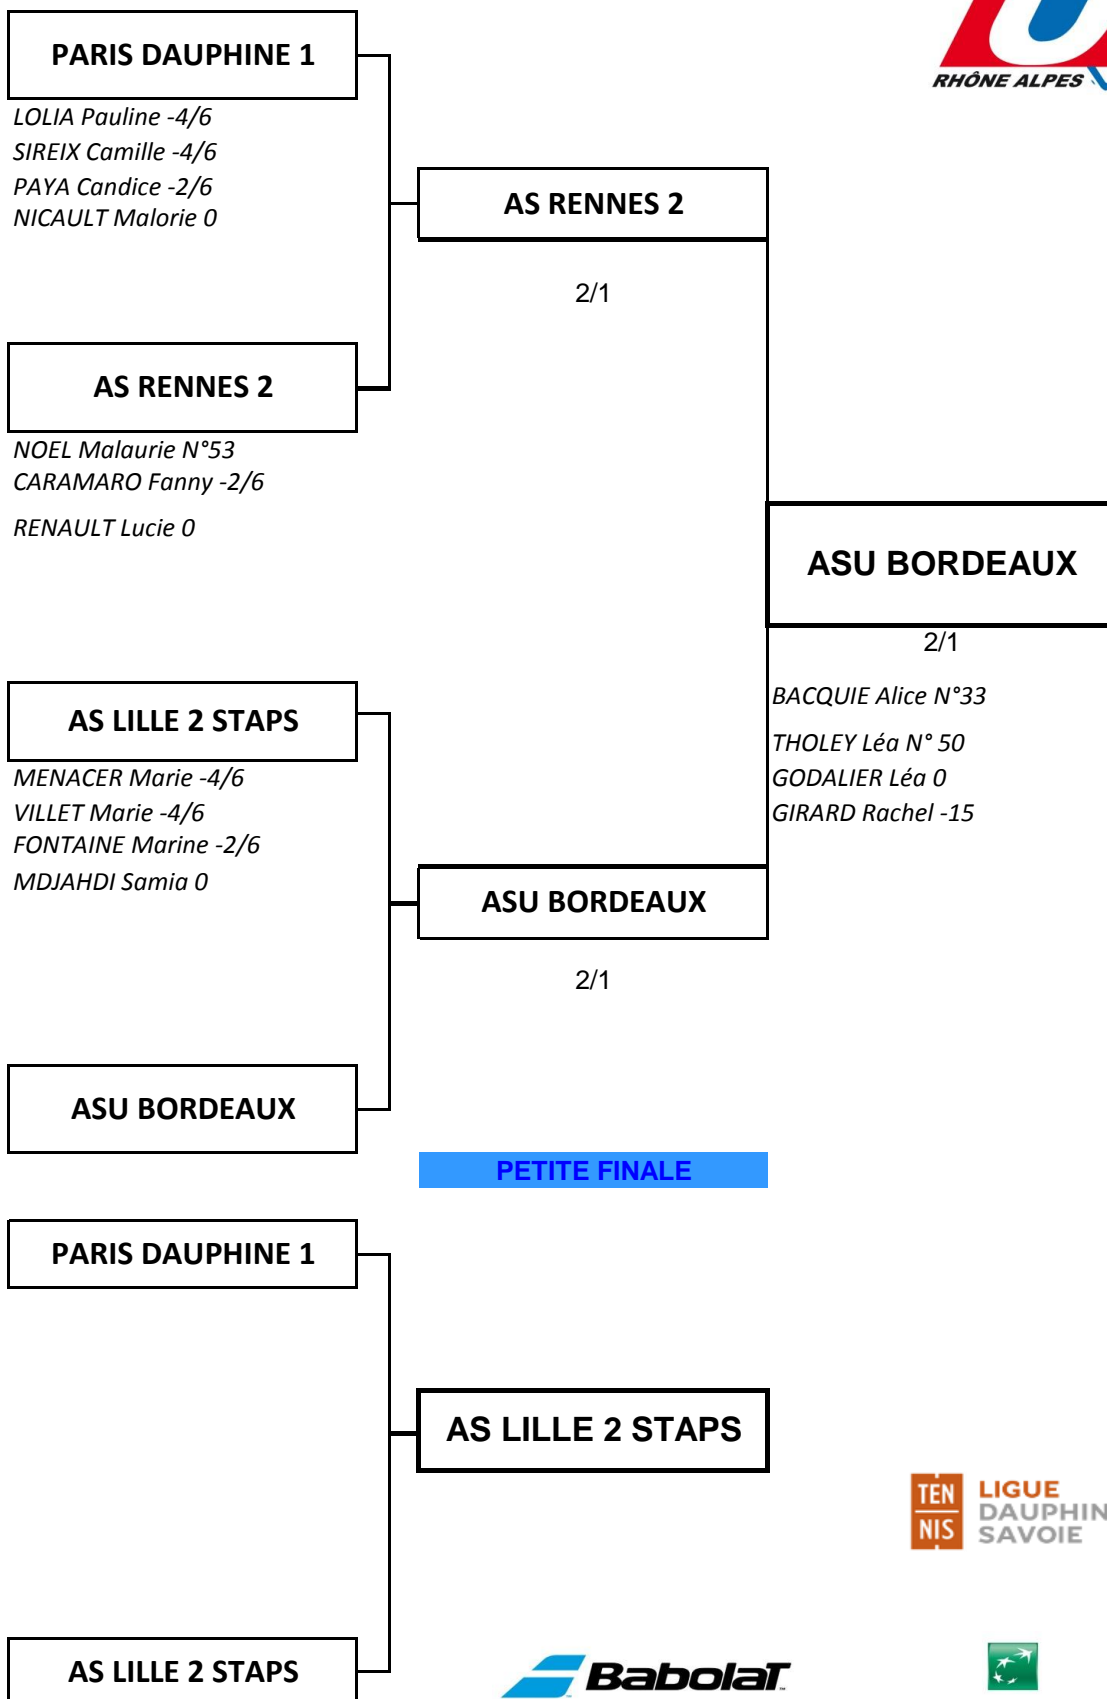 RHÔNE ALPES
PARIS DAUPHINE 1
LOLIA Pauline -4/6
SIREIX Camille -4/6
PAYA Candice -2/6
NICAULT Malorie 0
AS RENNES 2
2/1
AS RENNES 2
NOEL Malaurie N°53
CARAMARO Fanny -2/6
RENAULT Lucie 0
ASU BORDEAUX
2/1
BACQUIE Alice N°33
THOLEY Léa N° 50
GODALIER Léa 0
GIRARD Rachel -15
AS LILLE 2 STAPS
MENACER Marie -4/6
VILLET Marie -4/6
FONTAINE Marine -2/6
MDJAHDI Samia 0
ASU BORDEAUX
2/1
ASU BORDEAUX
PETITE FINALE
PARIS DAUPHINE 1
AS LILLE 2 STAPS
TEN
NIS
LIGUE
DAUPHIN
SAVOIE
AS LILLE 2 STAPS
Babolat